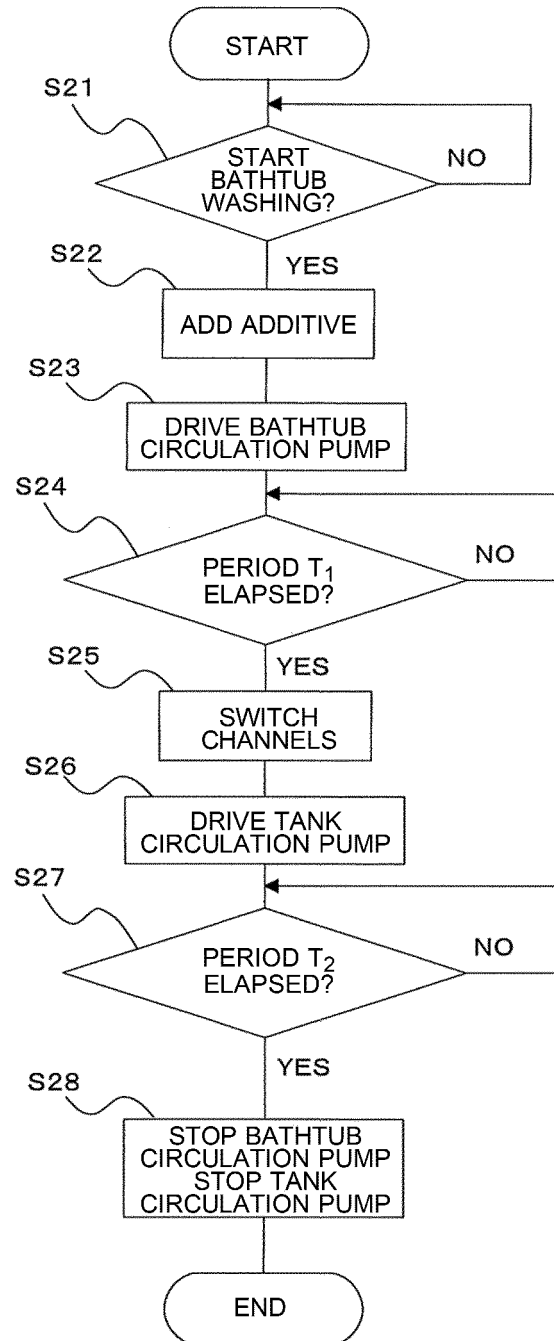 START
S21
START
BATHTUB
WASHING?
NO
YES
S22
ADD ADDITIVE
S23
DRIVE BATHTUB
CIRCULATION PUMP
S24
PERIOD T1
ELAPSED?
NO
YES
S25
SWITCH
CHANNELS
S26
DRIVE TANK
CIRCULATION PUMP
S27
PERIOD T2
ELAPSED?
NO
YES
S28
STOP BATHTUB
CIRCULATION PUMP
STOP TANK
CIRCULATION PUMP
END